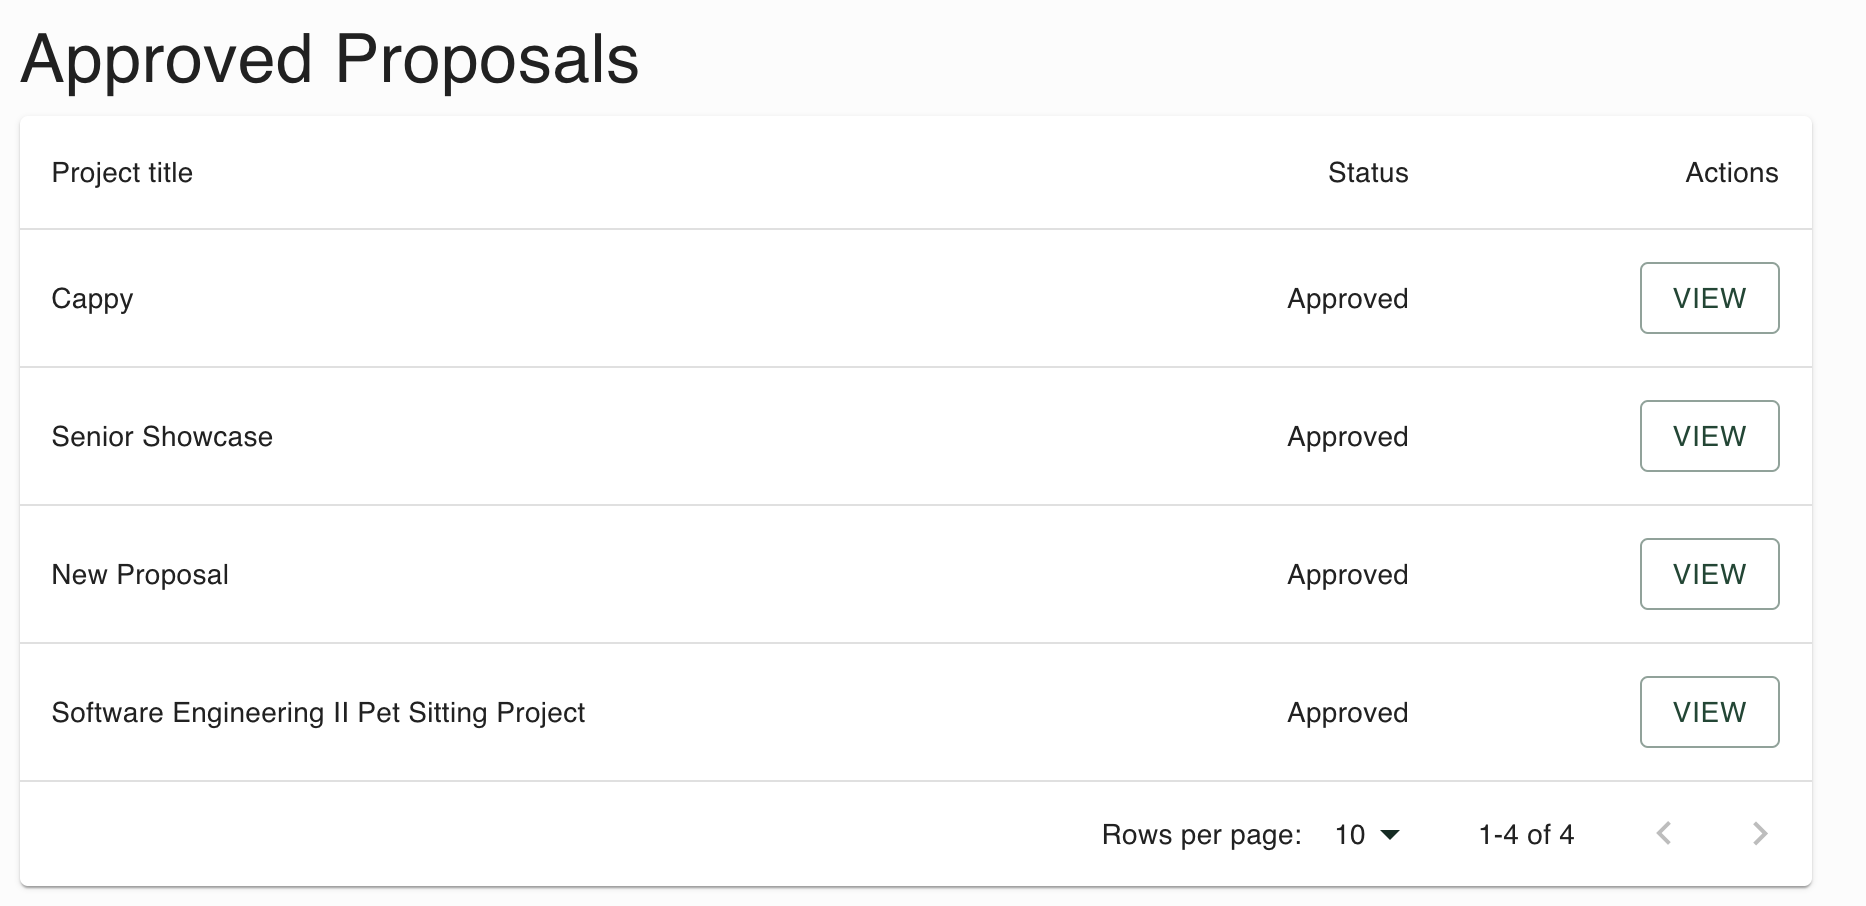 Approved Proposals
Project title Status Actions
Cappy Approved VIEW
Senior Showcase Approved VIEW
New Proposal Approved VIEW
Software Engineering II Pet Sitting Project Approved VIEW
Rows per page: 10 1-4 of 4